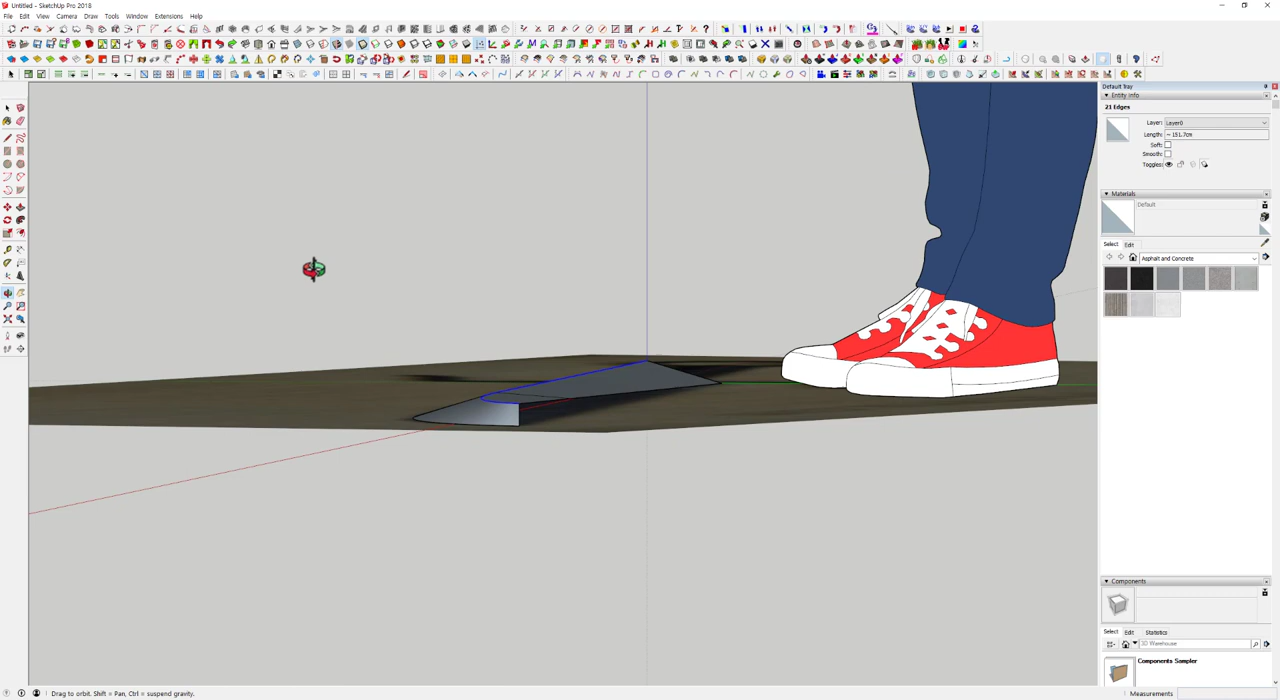 Untitled - SketchUp Pro 2018
File Edit View Camera Draw Tools Window Extensions Help
Default Tray
Entity Info
21 Edges
Layer: Layer0
Length: ~ 151.7cm
Soft:
Smooth:
Toggles:
Materials
Default
Select Edit
Asphalt and Concrete
Components
Select Edit Statistics
3D Warehouse
Components Sampler
Drag to orbit. Shift = Pan, Ctrl = suspend gravity.
Measurements